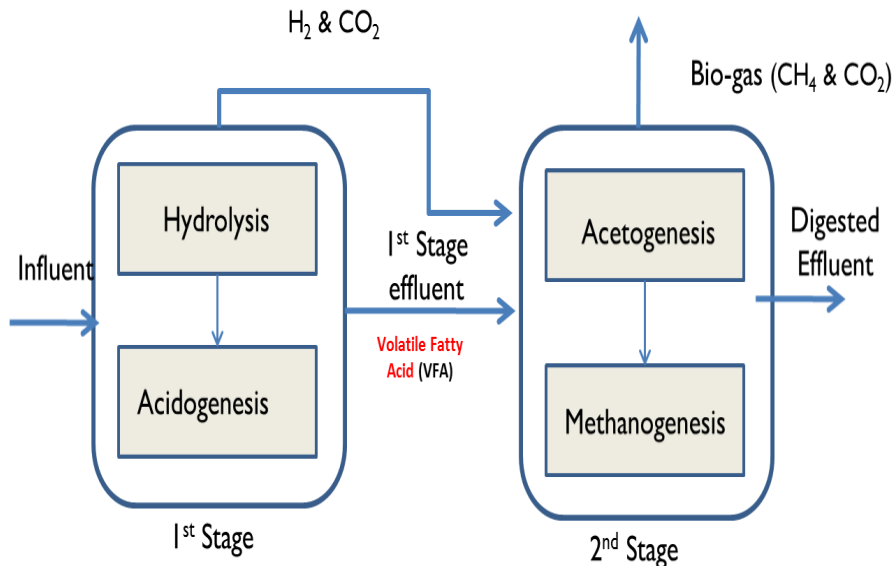 H₂ & CO₂
Bio-gas (CH₄ & CO₂)
Hydrolysis
Acetogenesis
Influent
1ˢᵗ Stage
effluent
Digested
Effluent
Volatile Fatty
Acid (VFA)
Acidogenesis
Methanogenesis
1ˢᵗ Stage
2ⁿᵈ Stage